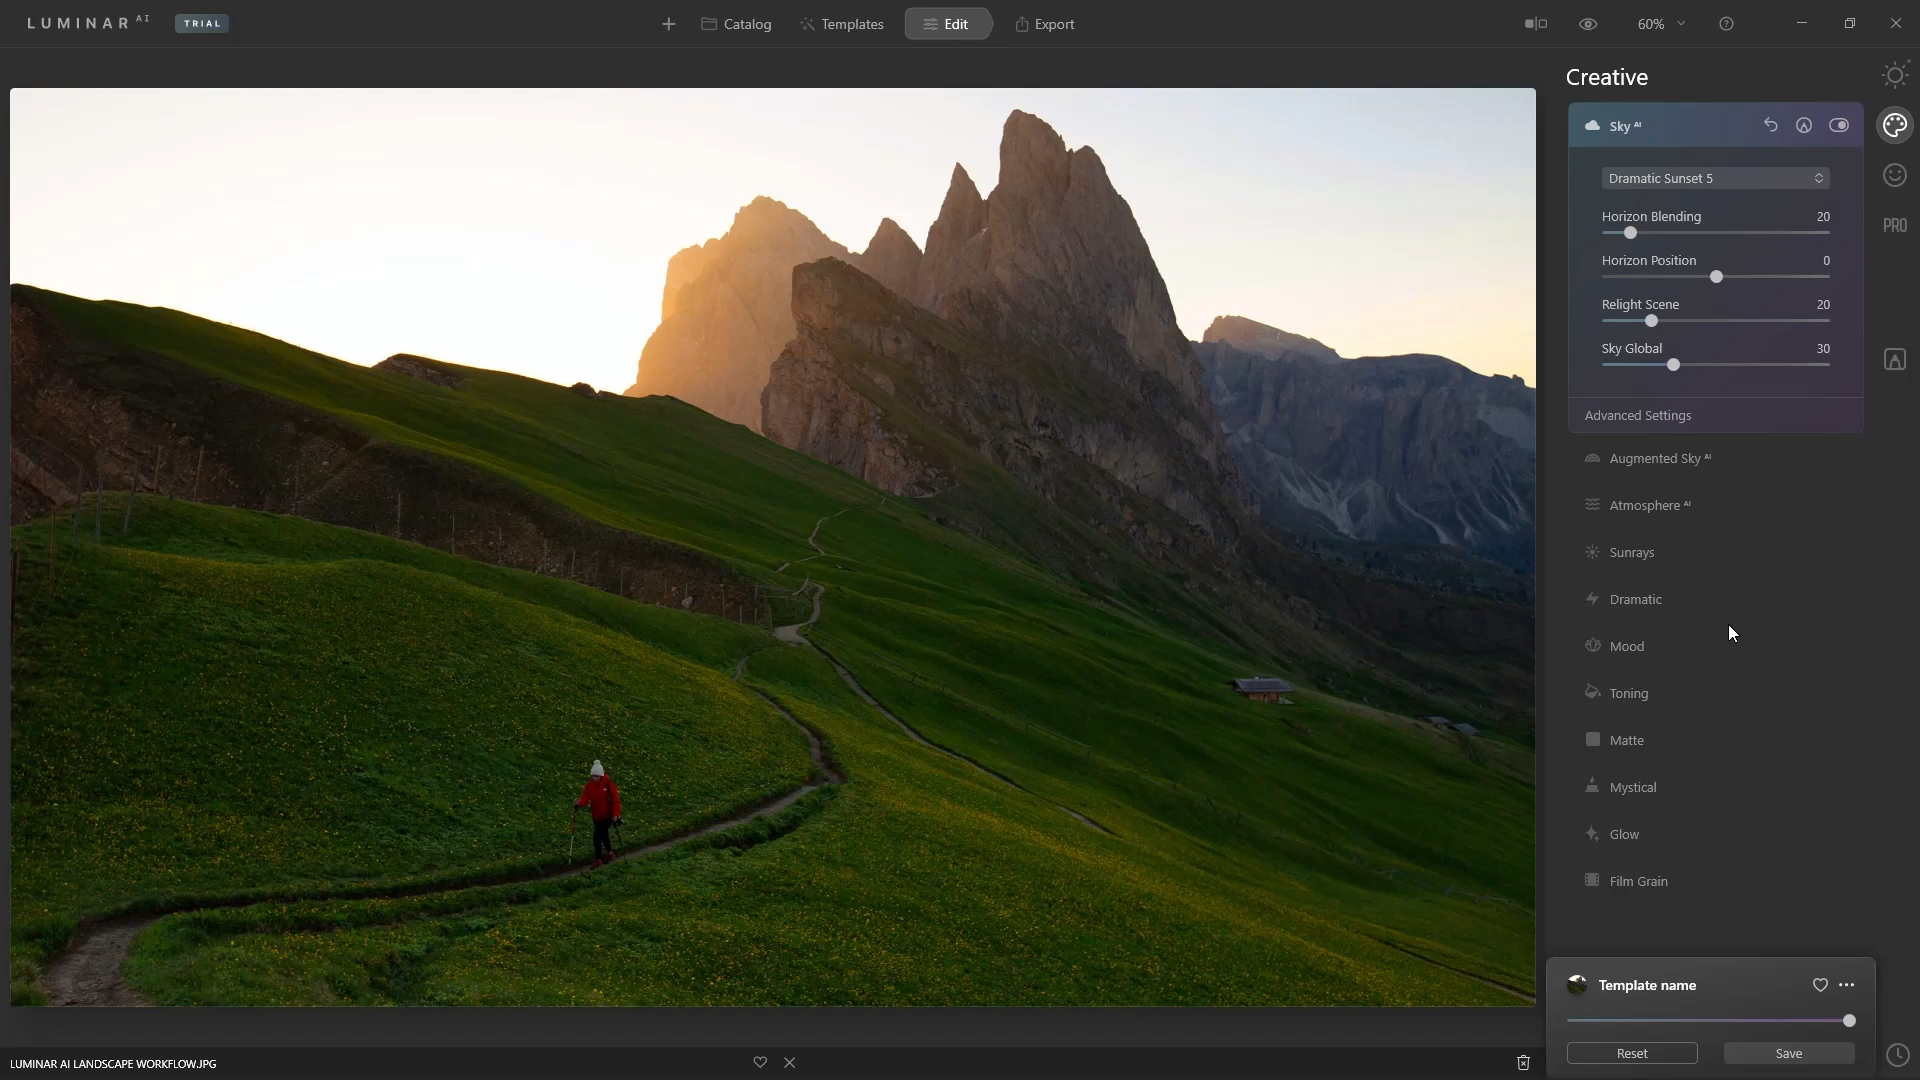 LUMINAR AI TRIAL
Catalog Templates Edit Export 60%
Creative
Sky AI
Dramatic Sunset 5
PRO
Horizon Blending 20
Horizon Position 0
Relight Scene 20
Sky Global 30
Advanced Settings
Augmented Sky AI
Atmosphere AI
Sunrays
Dramatic
Mood
Toning
Matte
Mystical
Glow
Film Grain
Template name
Reset Save
LUMINAR AI LANDSCAPE WORKFLOW.JPG